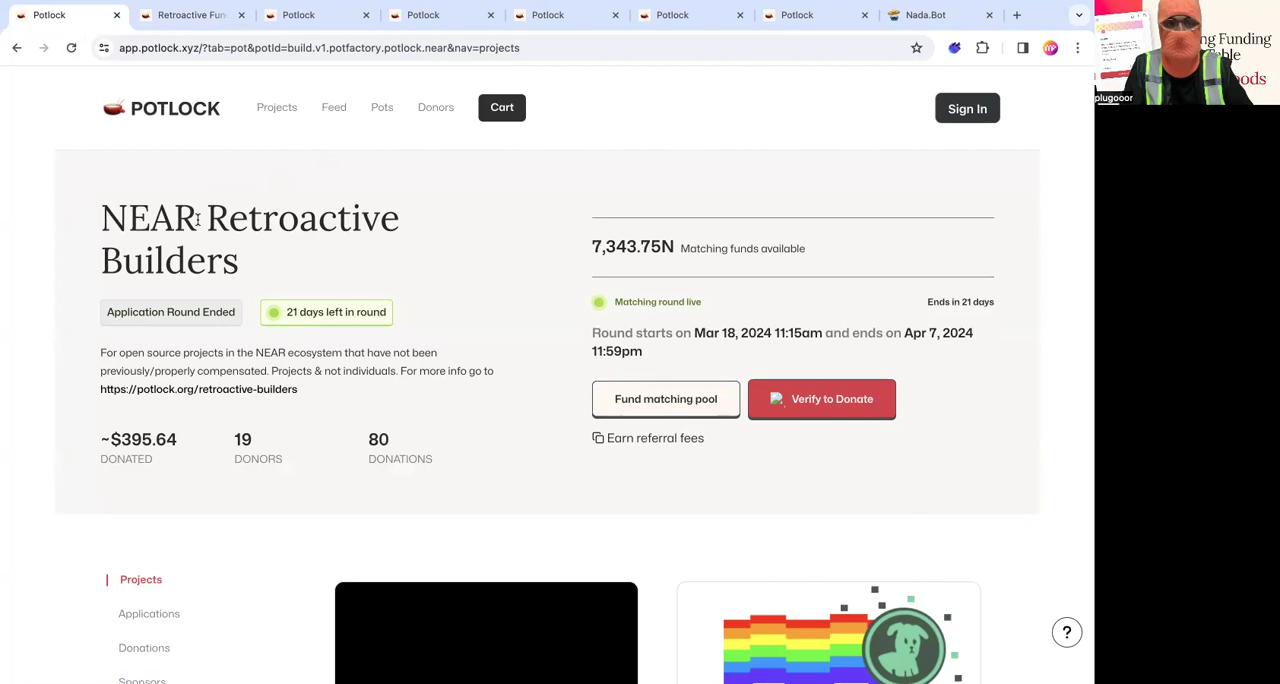 Potlock
Retroactive Fun
Potlock
Potlock
Potlock
Potlock
Potlock
Nada.Bot
app.potlock.xyz/?tab=pot&potId=build.v1.potfactory.potlock.near&nav=projects
MP
ng Funding
ble
oods
plugooor
POTLOCK
Projects
Feed
Pots
Donors
Cart
Sign In
NEAR Retroactive
Builders
Application Round Ended
21 days left in round
For open source projects in the NEAR ecosystem that have not been
previously/properly compensated. Projects & not individuals. For more info go to
https://potlock.org/retroactive-builders
~$395.64
DONATED
19
DONORS
80
DONATIONS
7,343.75N Matching funds available
Matching round live
Ends in 21 days
Round starts on Mar 18, 2024 11:15am and ends on Apr 7, 2024
11:59pm
Fund matching pool
Verify to Donate
Earn referral fees
Projects
Applications
Donations
Sponsors
?